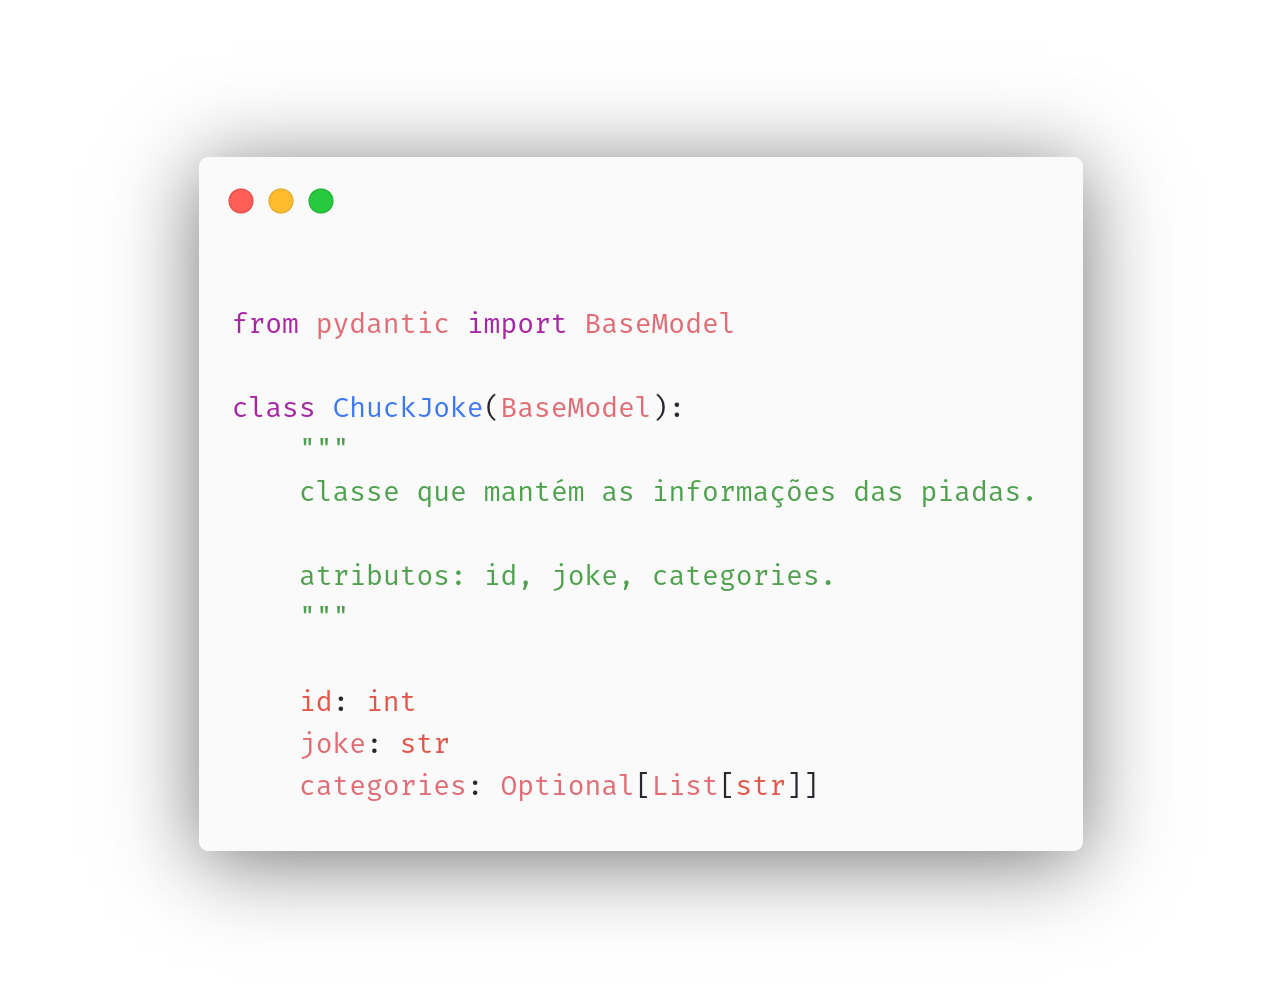 from pydantic import BaseModel
class ChuckJoke(BaseModel):
    """
    classe que mantém as informações das piadas.
    atributos: id, joke, categories.
    """
    id: int
    joke: str
    categories: Optional[List[str]]